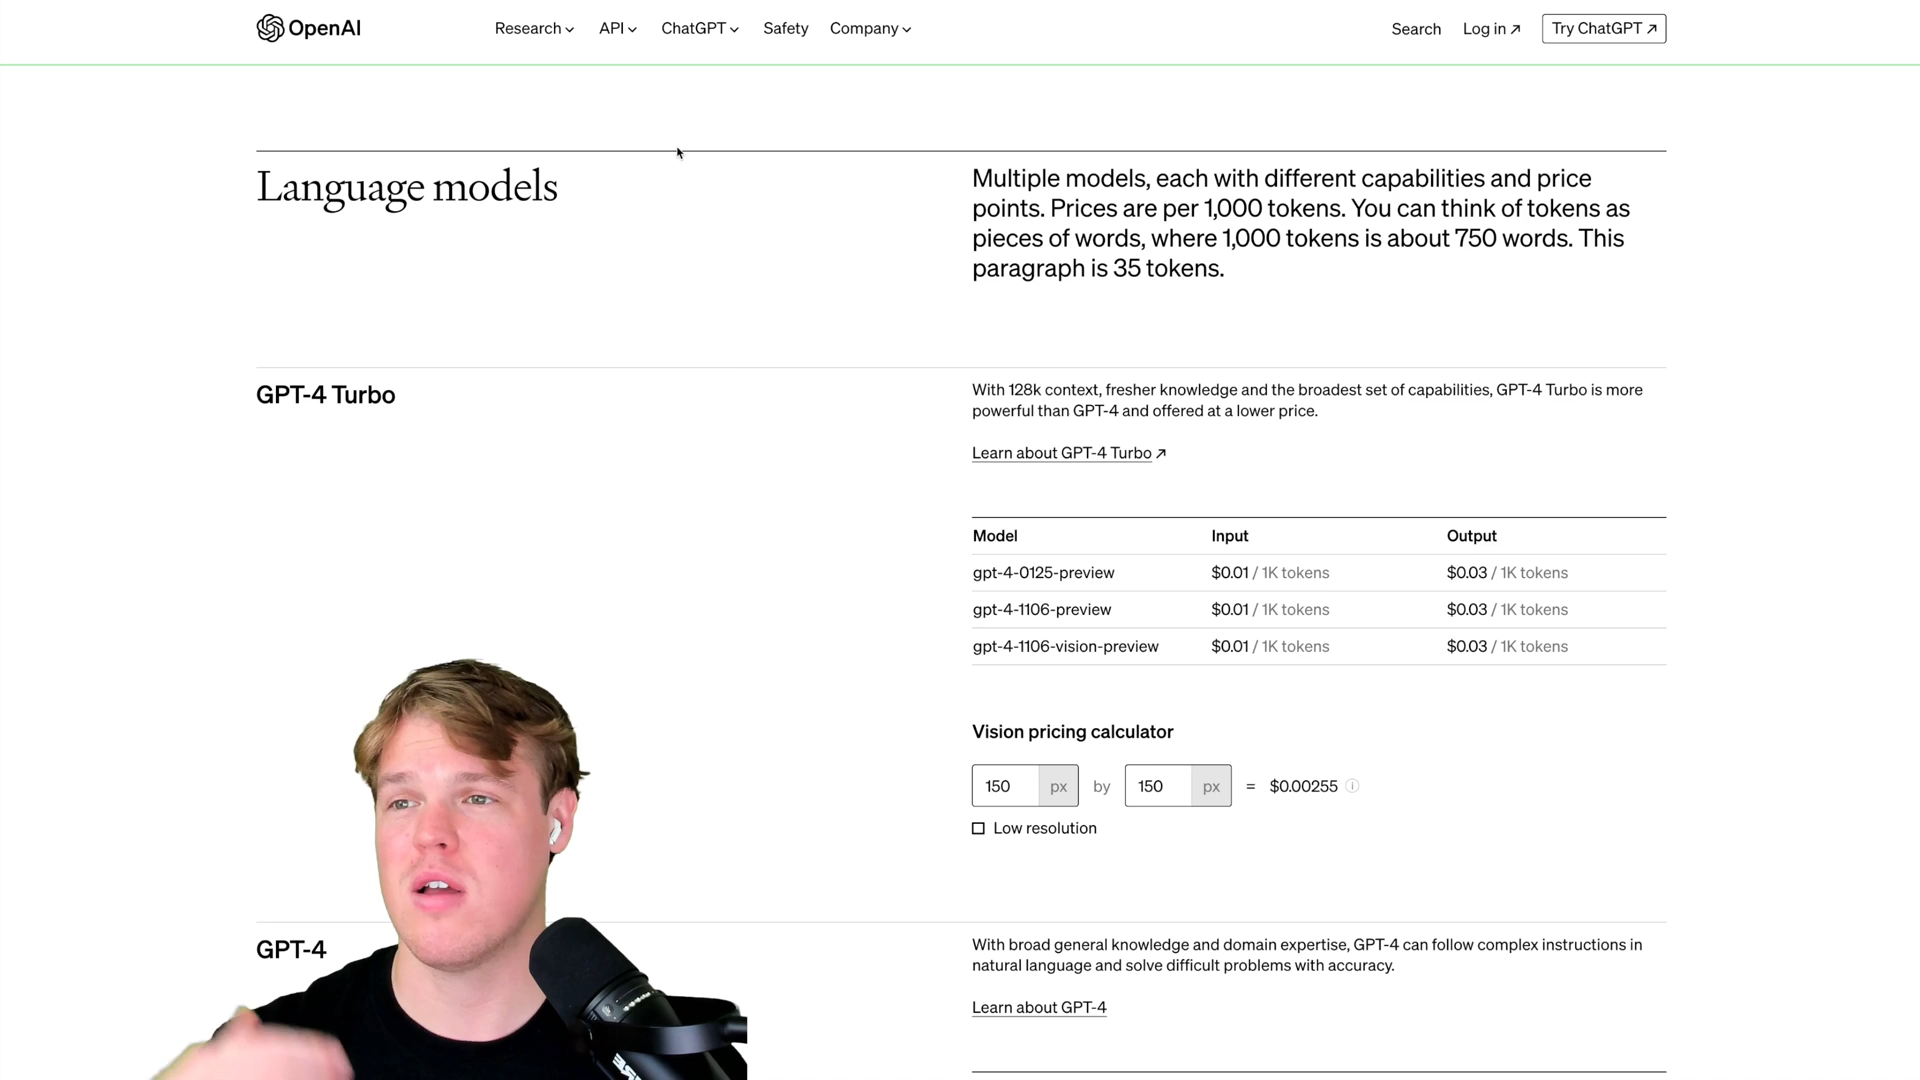 OpenAI
Research
API
ChatGPT
Safety
Company
Search
Log in ↗
Try ChatGPT ↗
Language models
Multiple models, each with different capabilities and price
points. Prices are per 1,000 tokens. You can think of tokens as
pieces of words, where 1,000 tokens is about 750 words. This
paragraph is 35 tokens.
GPT-4 Turbo
With 128k context, fresher knowledge and the broadest set of capabilities, GPT-4 Turbo is more
powerful than GPT-4 and offered at a lower price.
Learn about GPT-4 Turbo ↗
Model Input Output
gpt-4-0125-preview $0.01 / 1K tokens $0.03 / 1K tokens
gpt-4-1106-preview $0.01 / 1K tokens $0.03 / 1K tokens
gpt-4-1106-vision-preview $0.01 / 1K tokens $0.03 / 1K tokens
Vision pricing calculator
150 px by 150 px = $0.00255
Low resolution
GPT-4
With broad general knowledge and domain expertise, GPT-4 can follow complex instructions in
natural language and solve difficult problems with accuracy.
Learn about GPT-4